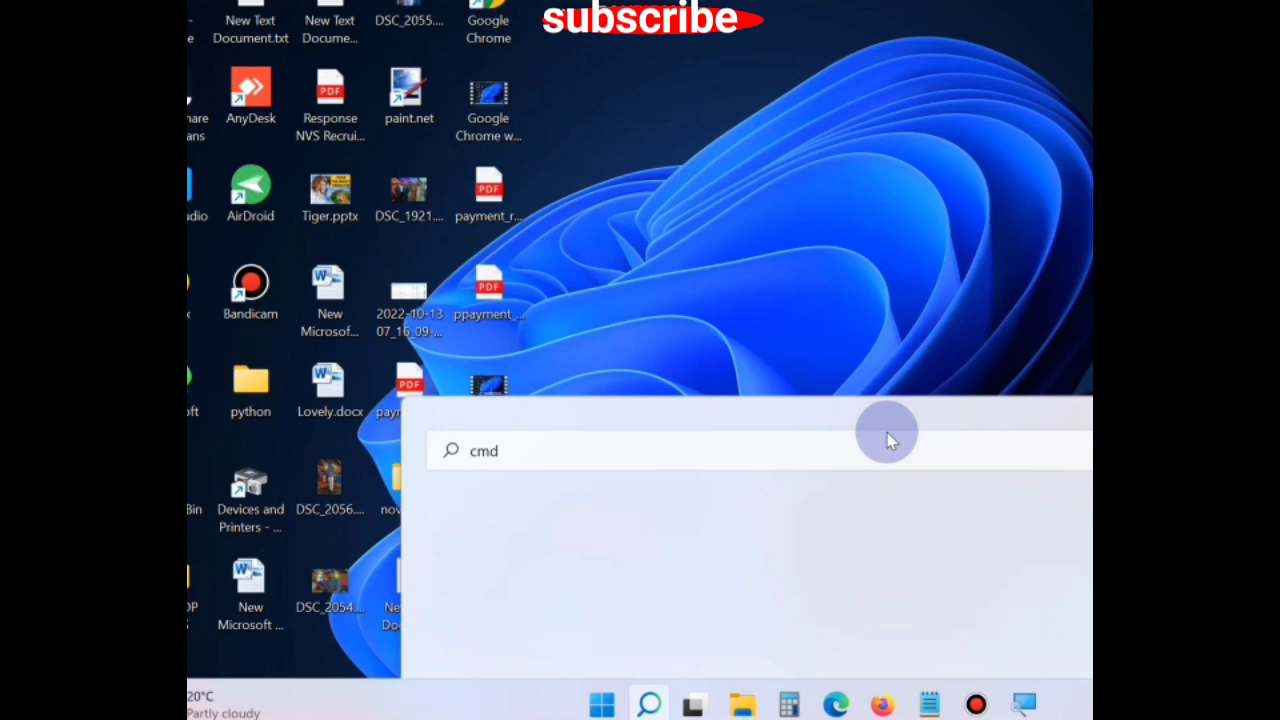 subscribe
New Text
Document.txt
New Text
Docume...
DSC_2055....
Google
Chrome
AnyDesk
Response
NVS Recrui...
paint.net
Google
Chrome w...
AirDroid
Tiger.pptx
DSC_1921....
payment_r...
Bandicam
New
Microsof...
2022-10-13
07_16_09-...
ppayment_...
python
Lovely.docx
cmd
Devices and
Printers - ...
DSC_2056....
New
Microsoft ...
DSC_2054....
20°C
Partly cloudy